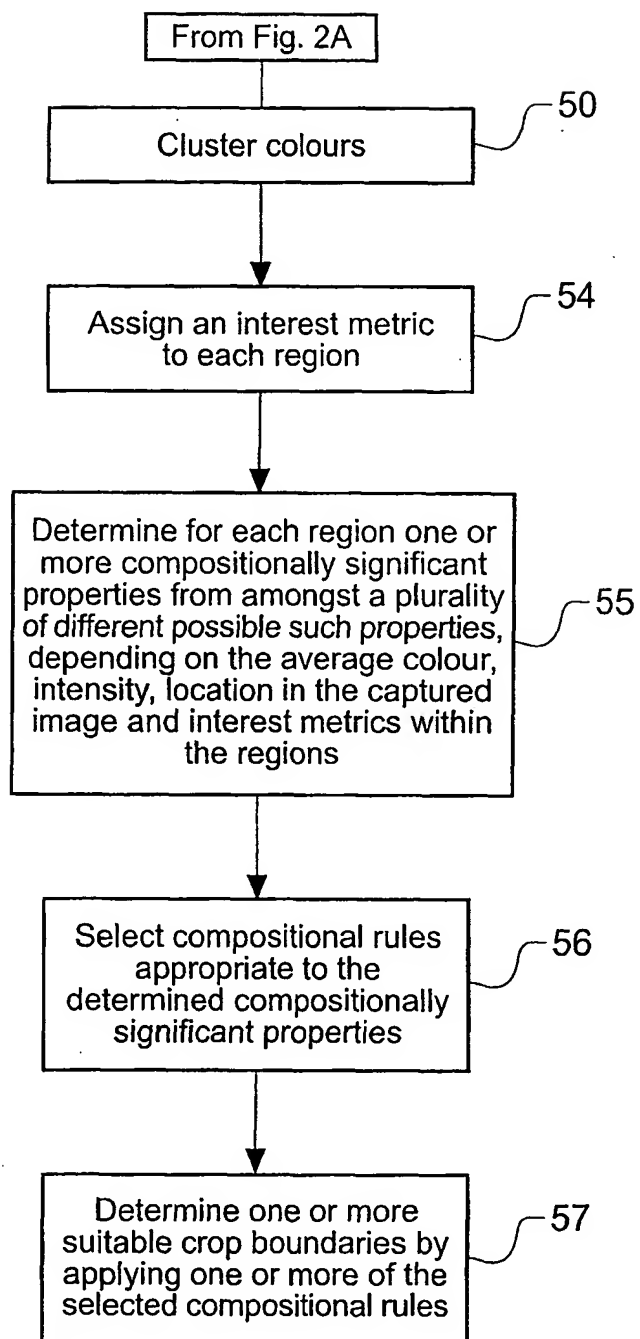 From Fig. 2A
50
Cluster colours
54
Assign an interest metric
to each region
Determine for each region one or
more compositionally significant
properties from amongst a plurality
of different possible such properties,
depending on the average colour,
intensity, location in the captured
image and interest metrics within
the regions
55
Select compositional rules
appropriate to the
determined compositionally
significant properties
56
Determine one or more
suitable crop boundaries by
applying one or more of the
selected compositional rules
57